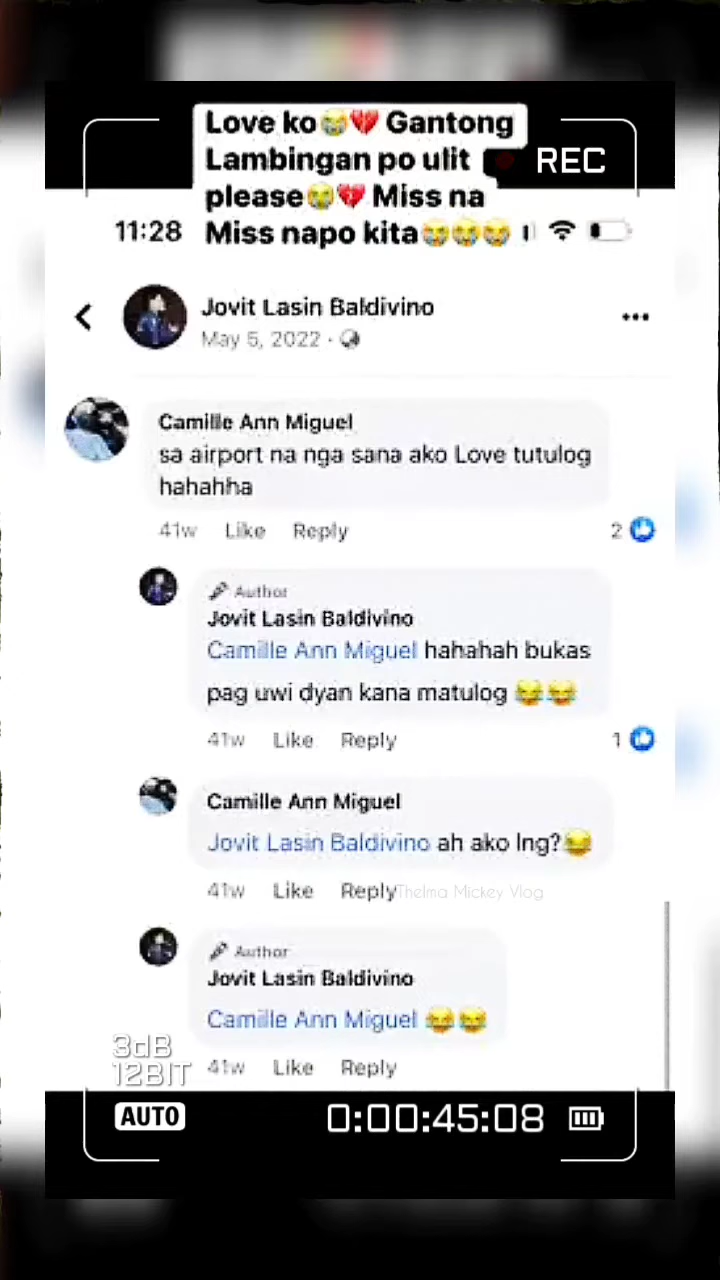 Love ko😭💔 Gantong
Lambingan po ulit
REC
please😭💔 Miss na
11:28
Miss napo kita😭😭😭
Jovit Lasin Baldivino
May 5, 2022 ·
Camille Ann Miguel
sa airport na nga sana ako Love tutulog
hahahha
41w Like Reply 2
Author
Jovit Lasin Baldivino
Camille Ann Miguel hahahah bukas
pag uwi dyan kana matulog 😂😂
41w Like Reply 1
Camille Ann Miguel
Jovit Lasin Baldivino ah ako lng?😂
41w Like Reply
Thelma Mickey Vlog
Author
Jovit Lasin Baldivino
Camille Ann Miguel 😂😂
41w Like Reply
3dB
12BIT
AUTO
0:00:45:08